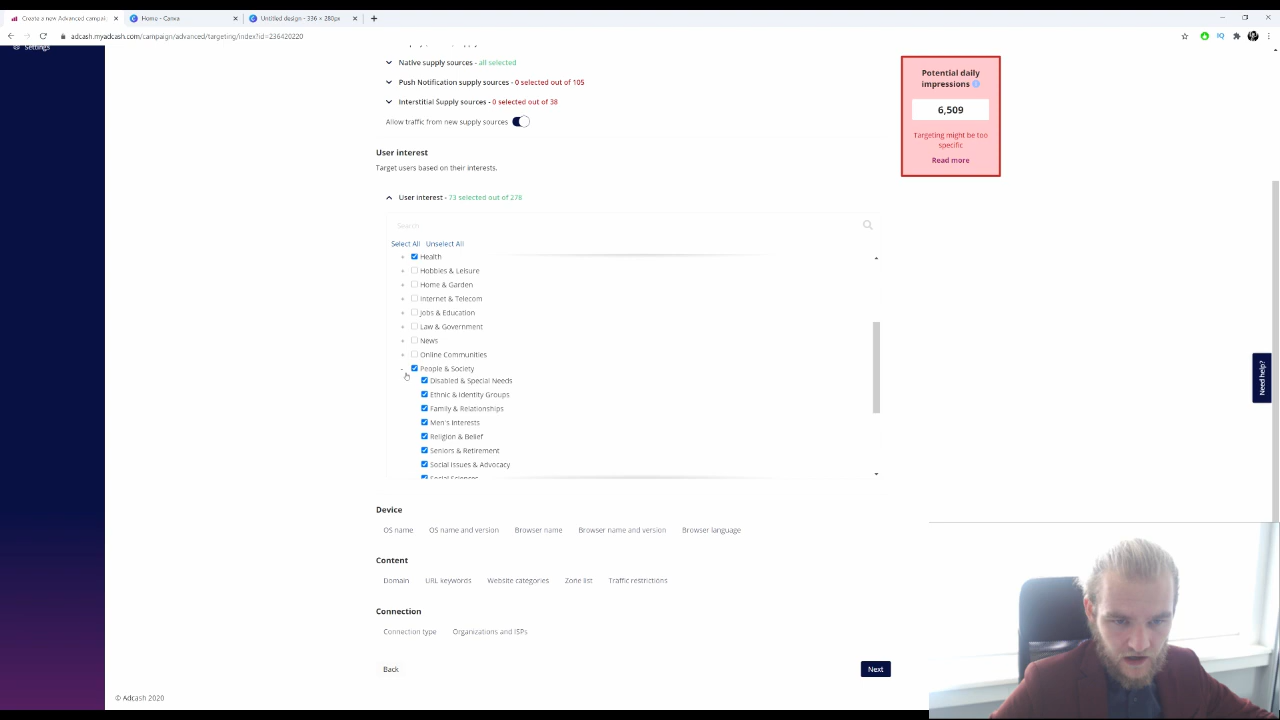 Create a new Advanced campai
Home - Canva
Untitled design - 336 × 280px
adcash.myadcash.com/campaign/advanced/targeting/index?id=236420220
Settings
Native supply sources - all selected
Push Notification supply sources - 0 selected out of 105
Interstitial Supply sources - 0 selected out of 38
Allow traffic from new supply sources
Potential daily
impressions
6,509
Targeting might be too
specific
Read more
User interest
Target users based on their interests.
User interest - 73 selected out of 278
Search
Select All Unselect All
Health
Hobbies & Leisure
Home & Garden
Internet & Telecom
Jobs & Education
Law & Government
News
Online Communities
People & Society
Disabled & Special Needs
Ethnic & Identity Groups
Family & Relationships
Men's Interests
Religion & Belief
Seniors & Retirement
Social Issues & Advocacy
Social Sciences
Need help?
Device
OS name OS name and version Browser name Browser name and version Browser language
Content
Domain URL keywords Website categories Zone list Traffic restrictions
Connection
Connection type Organizations and ISPs
Back
Next
© Adcash 2020